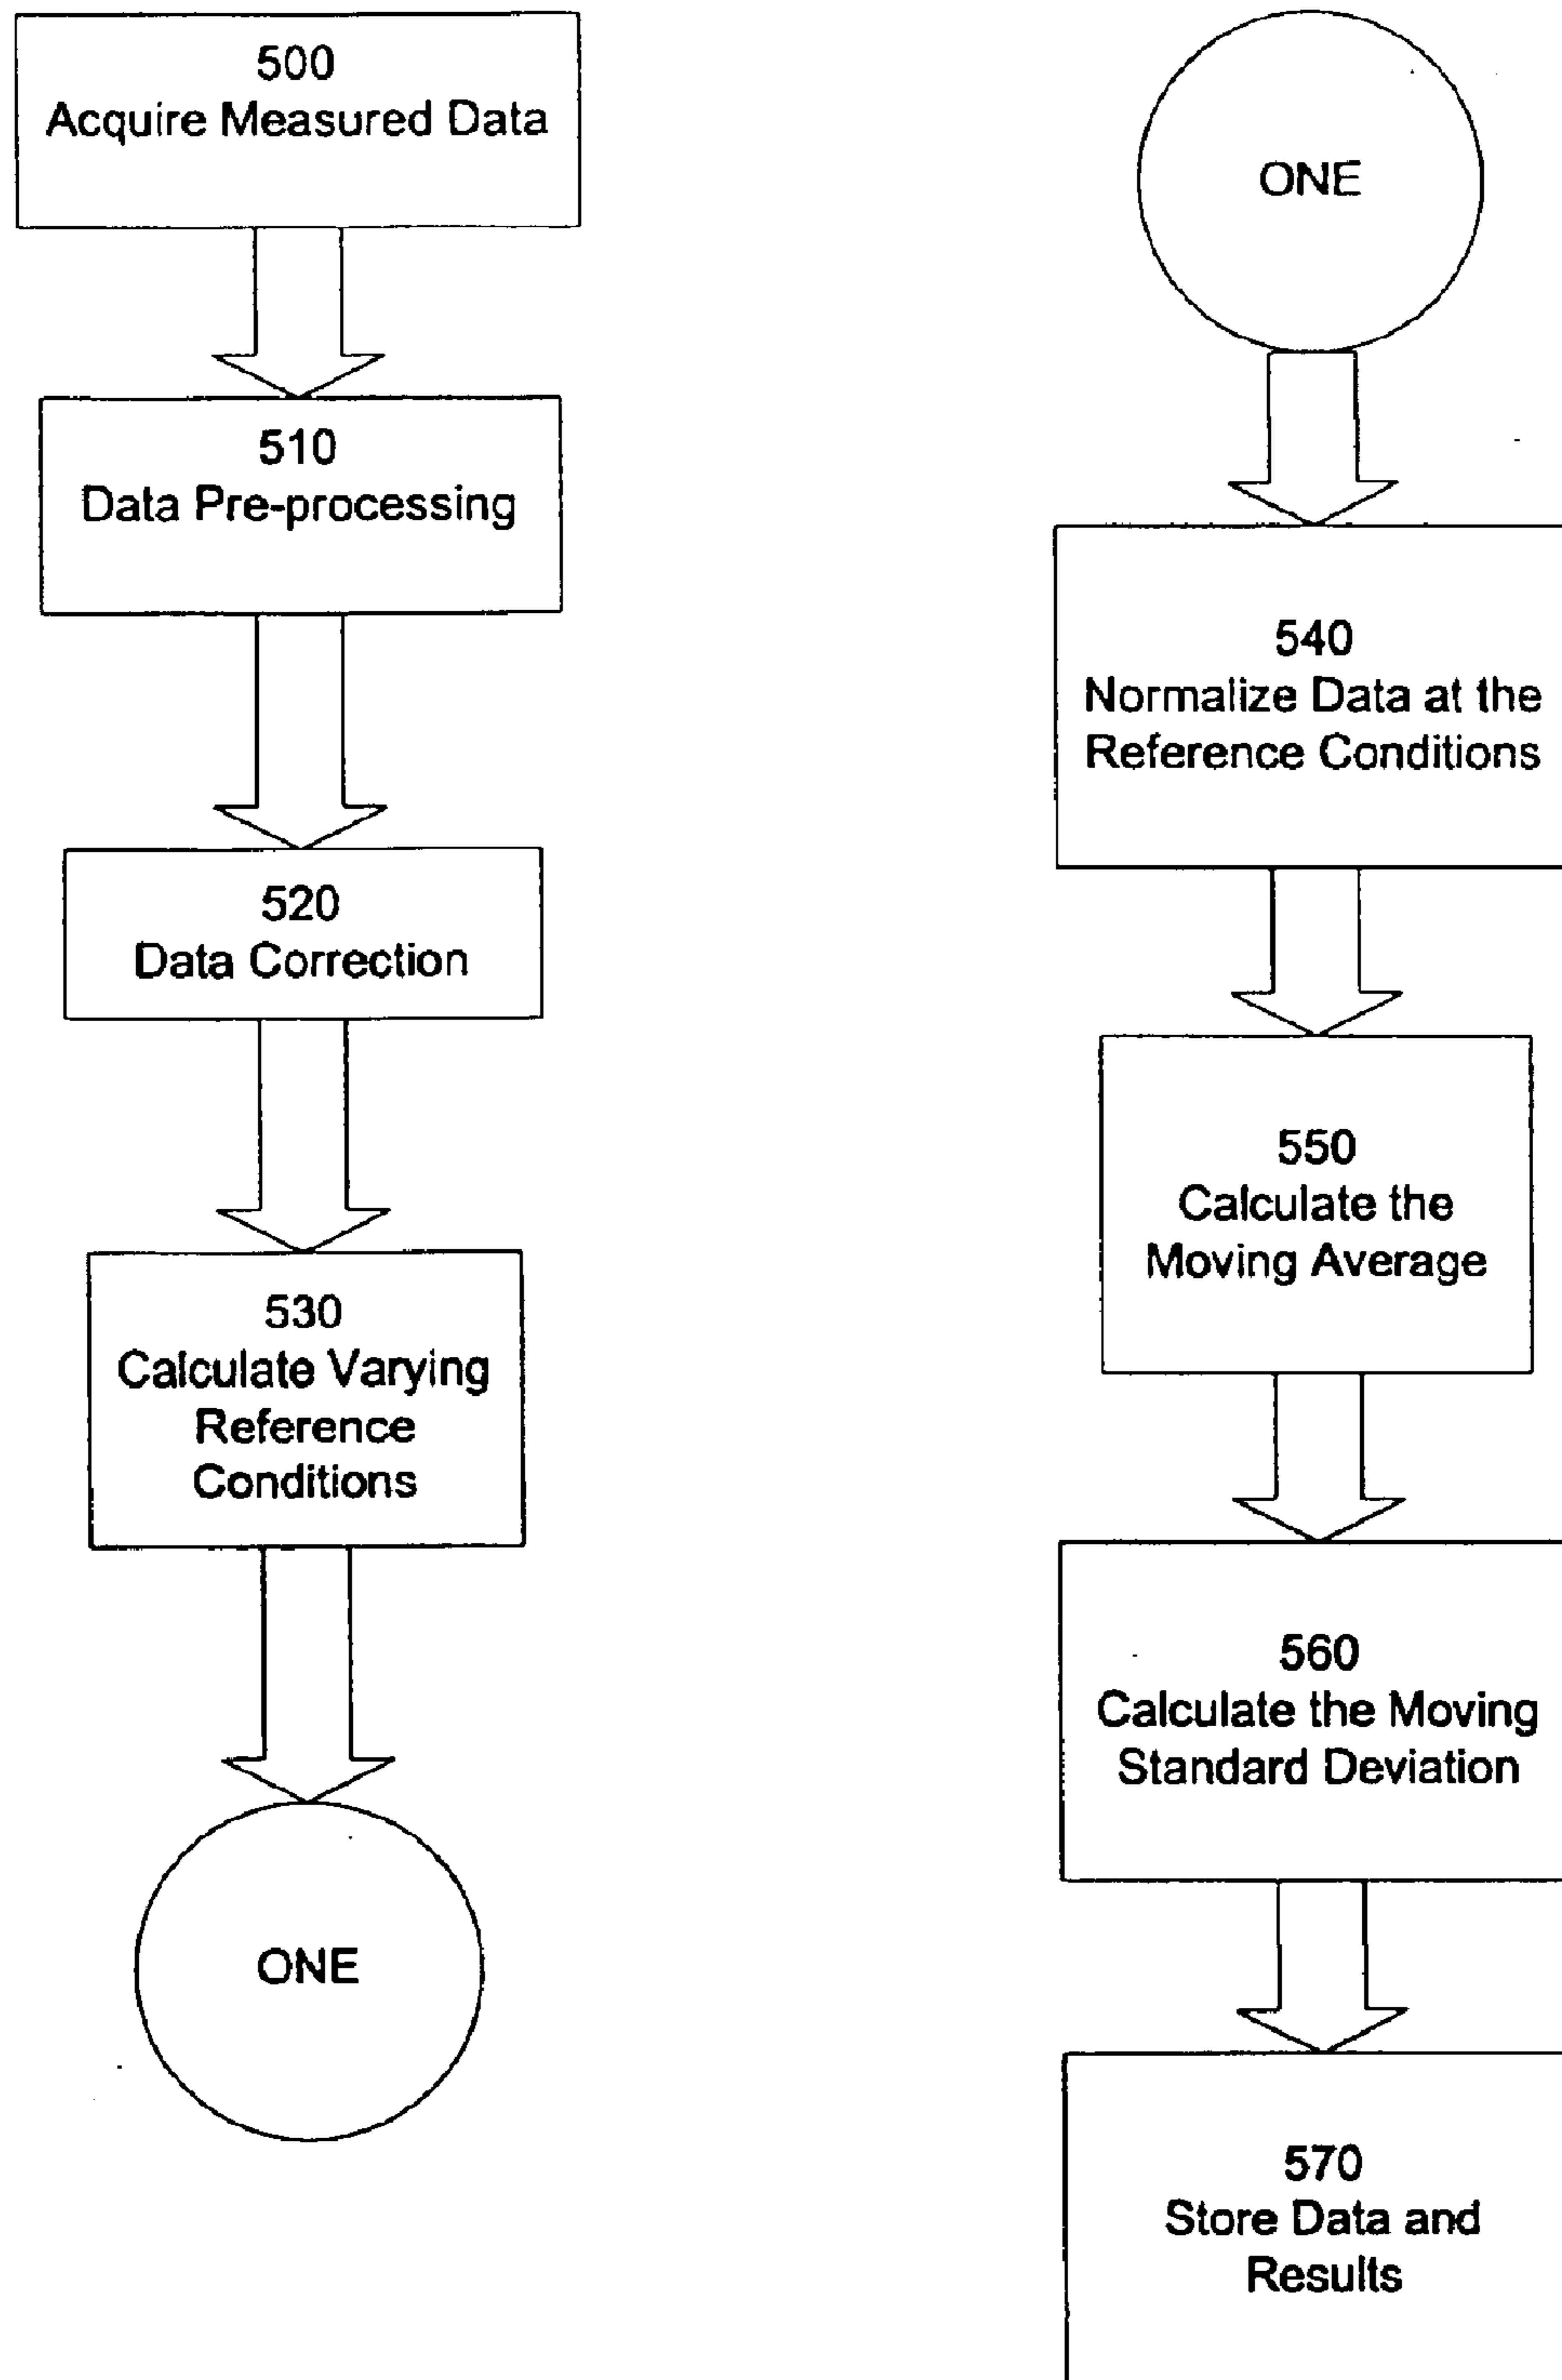 500
Acquire Measured Data
510
Data Pre-processing
520
Data Correction
530
Calculate Varying
Reference
Conditions
ONE
ONE
540
Normalize Data at the
Reference Conditions
550
Calculate the
Moving Average
560
Calculate the Moving
Standard Deviation
570
Store Data and
Results